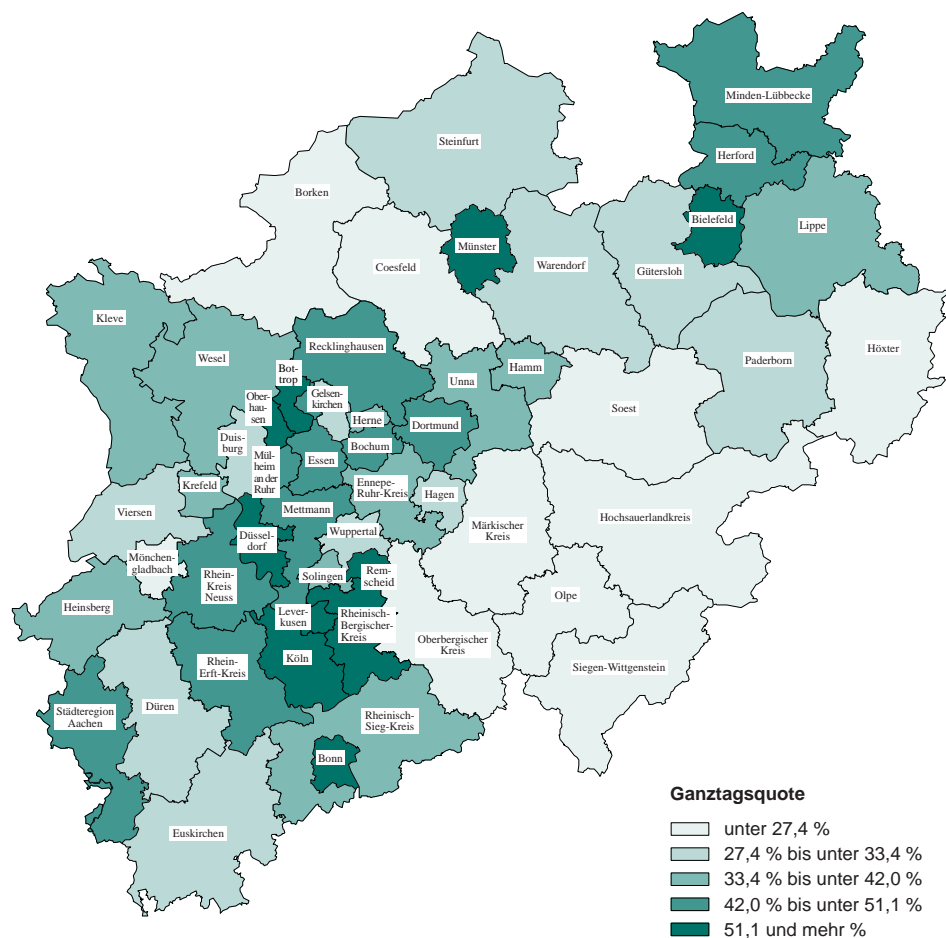 Minden-Lübbecke
Steinfurt
Herford
Borken
Bielefeld
Lippe
Münster
Coesfeld
Warendorf
Gütersloh
Kleve
Höxter
Recklinghausen
Wesel
Paderborn
Bot-
trop
Unna
Hamm
Ober-
hau-
sen
Gelsen-
kirchen
Soest
Herne
Dortmund
Duis-
burg
Bochum
Mülheim
an der
Ruhr
Essen
Krefeld
Ennepe-
Ruhr-Kreis
Hagen
Viersen
Mettmann
Hochsauerlandkreis
Märkischer
Kreis
Düssel-
dorf
Wuppertal
Mönchen-
gladbach
Rhein-
Kreis
Neuss
Solingen
Rem-
scheid
Olpe
Heinsberg
Lever-
kusen
Rheinisch-
Bergischer-
Kreis
Oberbergischer
Kreis
Köln
Rhein-
Erft-Kreis
Siegen-Wittgenstein
Düren
Städteregion
Aachen
Rheinisch-
Sieg-Kreis
Bonn
Euskirchen
Ganztagsquote
unter 27,4 %
27,4 % bis unter 33,4 %
33,4 % bis unter 42,0 %
42,0 % bis unter 51,1 %
51,1 und mehr %